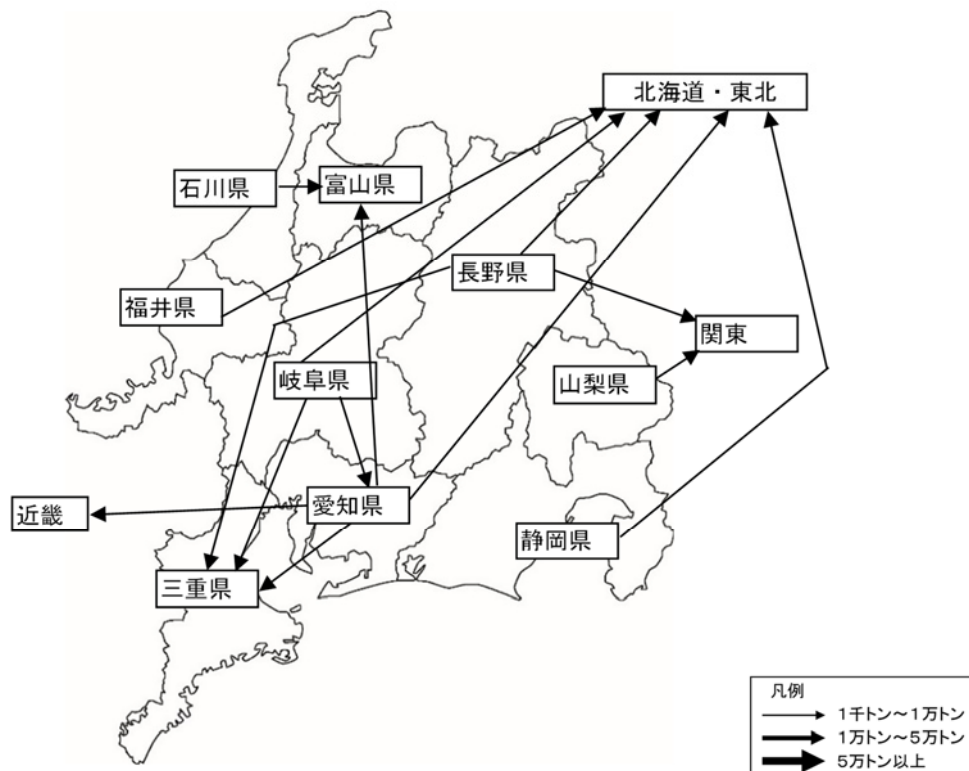 北海道・東北
石川県
富山県
長野県
福井県
関東
岐阜県
山梨県
愛知県
近畿
静岡県
三重県
凡例
1千トン～1万トン
1万トン～5万トン
5万トン以上